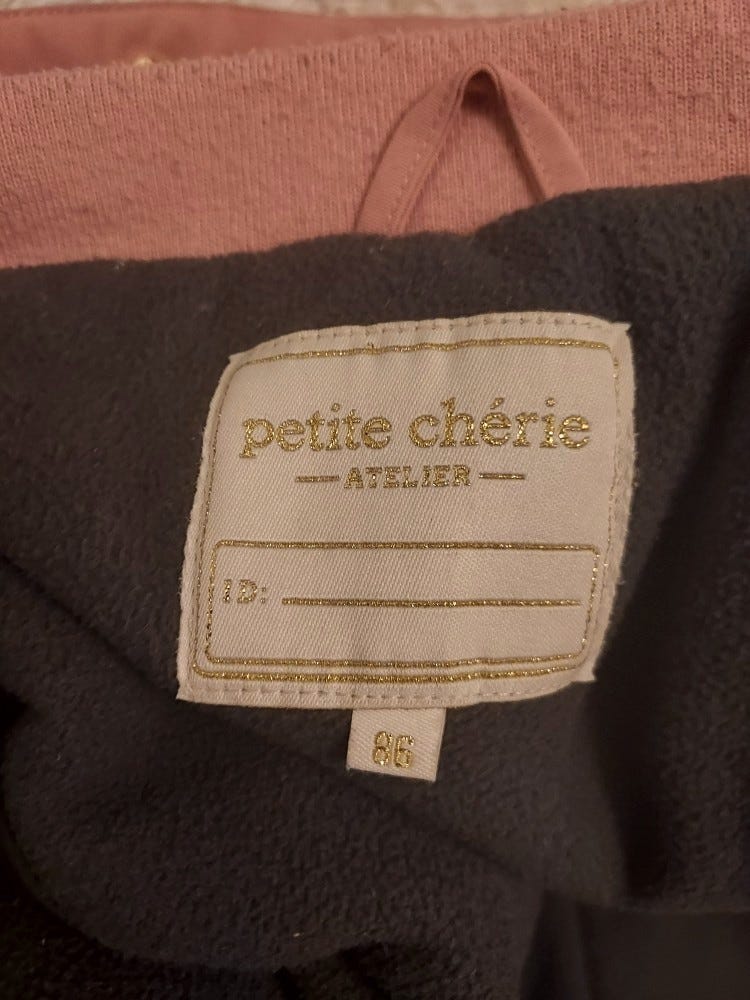 petite chérie
ATELIER
ID:
86